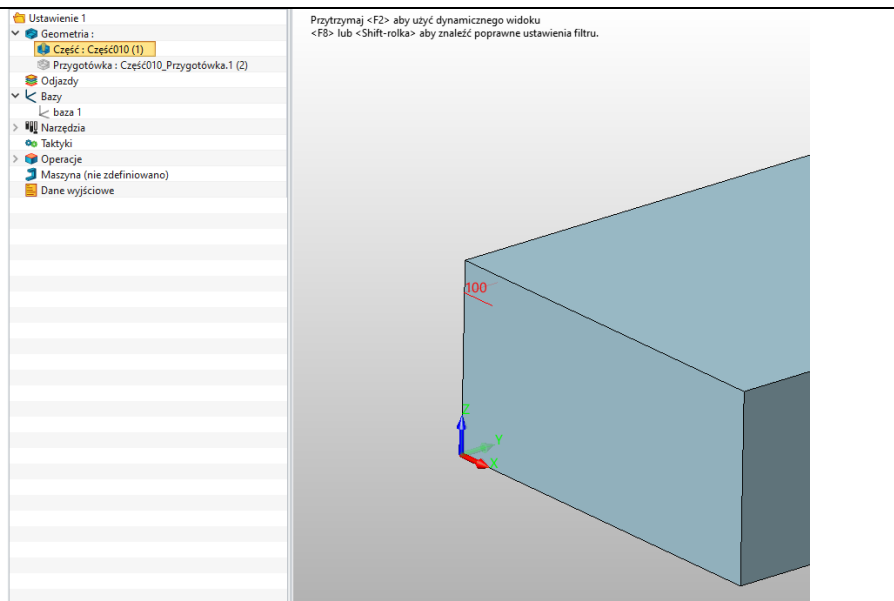 Ustawienie 1
Geometria :
Część : Część010 (1)
Przygotówka : Część010_Przygotówka.1 (2)
Odjazdy
Bazy
baza 1
Narzędzia
Taktyki
Operacje
Maszyna (nie zdefiniowano)
Dane wyjściowe
Przytrzymaj <F2> aby użyć dynamicznego widoku
<F8> lub <Shift-rolka> aby znaleźć poprawne ustawienia filtru.
100
Z
Y
X